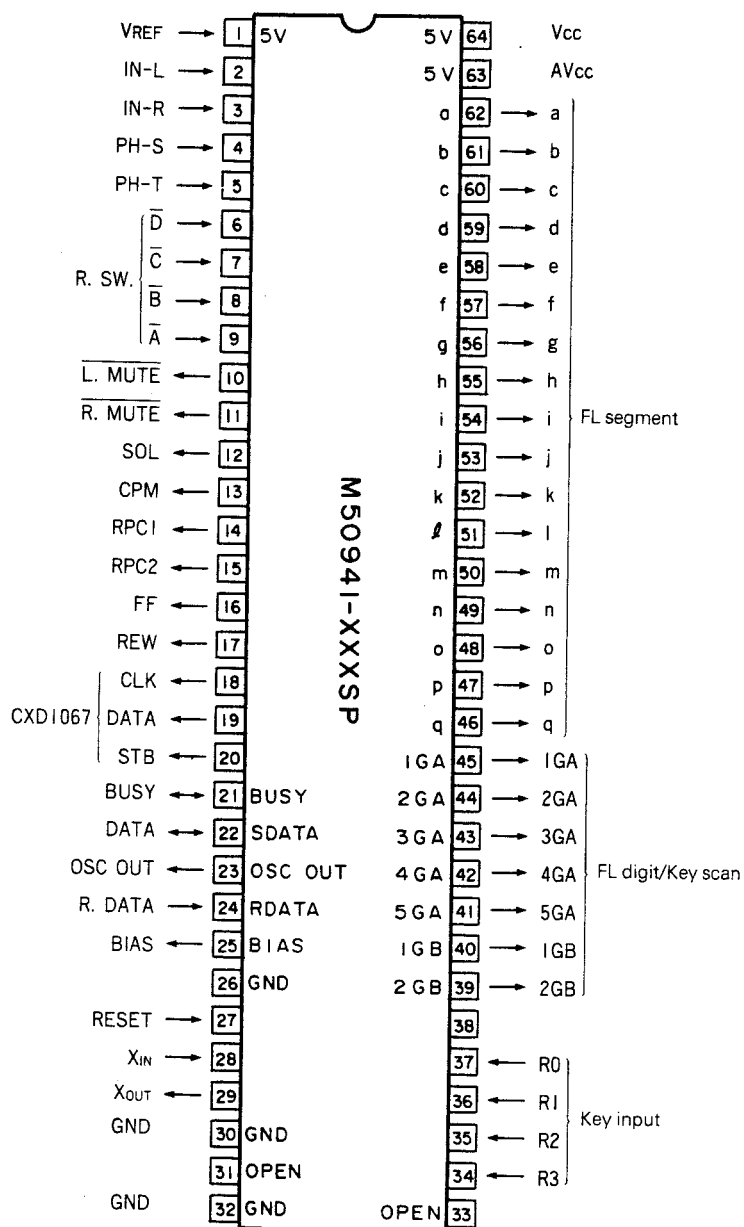 VREF 1 5V 5V 64 Vcc
IN-L 2 5V 63 AVcc
IN-R 3 a 62 a
PH-S 4 b 61 b
PH-T 5 c 60 c
D̅ 6 d 59 d
C̅ 7 e 58 e
R. SW.
B̅ 8 f 57 f
A̅ 9 g 56 g
L. MUTE 10 h 55 h
R. MUTE 11 i 54 i FL segment
SOL 12 j 53 j
CPM 13 k 52 k
RPC1 14 ℓ 51 l
RPC2 15 m 50 m
FF 16 n 49 n
REW 17 o 48 o
CLK 18 p 47 p
CXD1067 DATA 19 q 46 q
STB 20 1GA 45 1GA
BUSY 21 BUSY 2GA 44 2GA
DATA 22 SDATA 3GA 43 3GA
OSC OUT 23 OSC OUT 4GA 42 4GA FL digit/Key scan
R. DATA 24 RDATA 5GA 41 5GA
BIAS 25 BIAS 1GB 40 1GB
26 GND 2GB 39 2GB
RESET 27 38
XIN 28 37 R0
XOUT 29 36 R1
Key input
GND 30 GND 35 R2
31 OPEN 34 R3
GND 32 GND OPEN 33
M50941-XXXSP